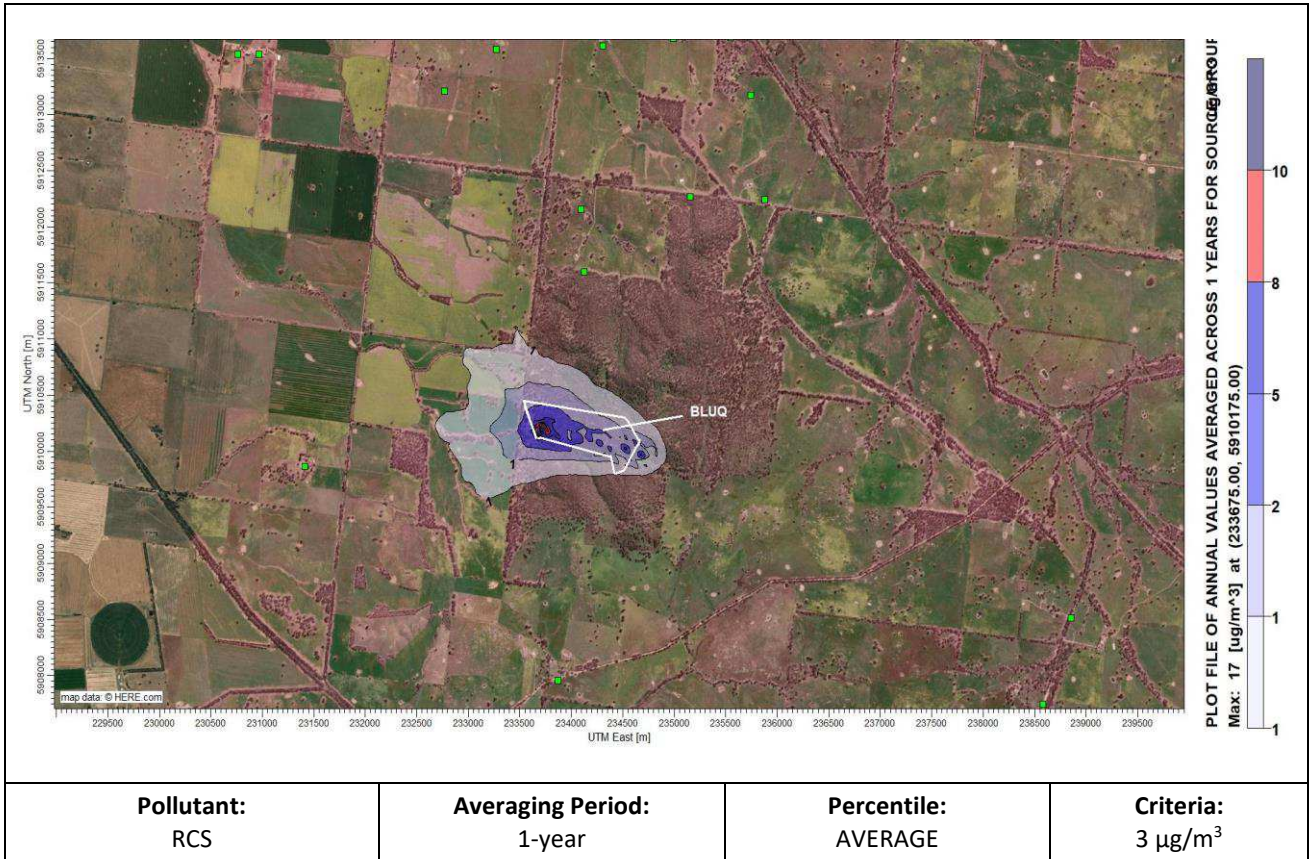 5913500
5913000
5912500
5912000
5911500
5911000
5910500
5910000
5909500
5909000
5908500
5908000
UTM North [m]
BLUQ
1
map data: © HERE.com
229500 230000 230500 231000 231500 232000 232500 233000 233500 234000 234500 235000 235500 236000 236500 237000 237500 238000 238500 239000 239500
UTM East [m]
PLOT FILE OF ANNUAL VALUES AVERAGED ACROSS 1 YEARS FOR SOURCE GROUP
Max: 17 [ug/m^3] at (233675.00, 5910175.00)
10
8
5
2
1
1
Pollutant:
RCS
Averaging Period:
1-year
Percentile:
AVERAGE
Criteria:
3 µg/m³